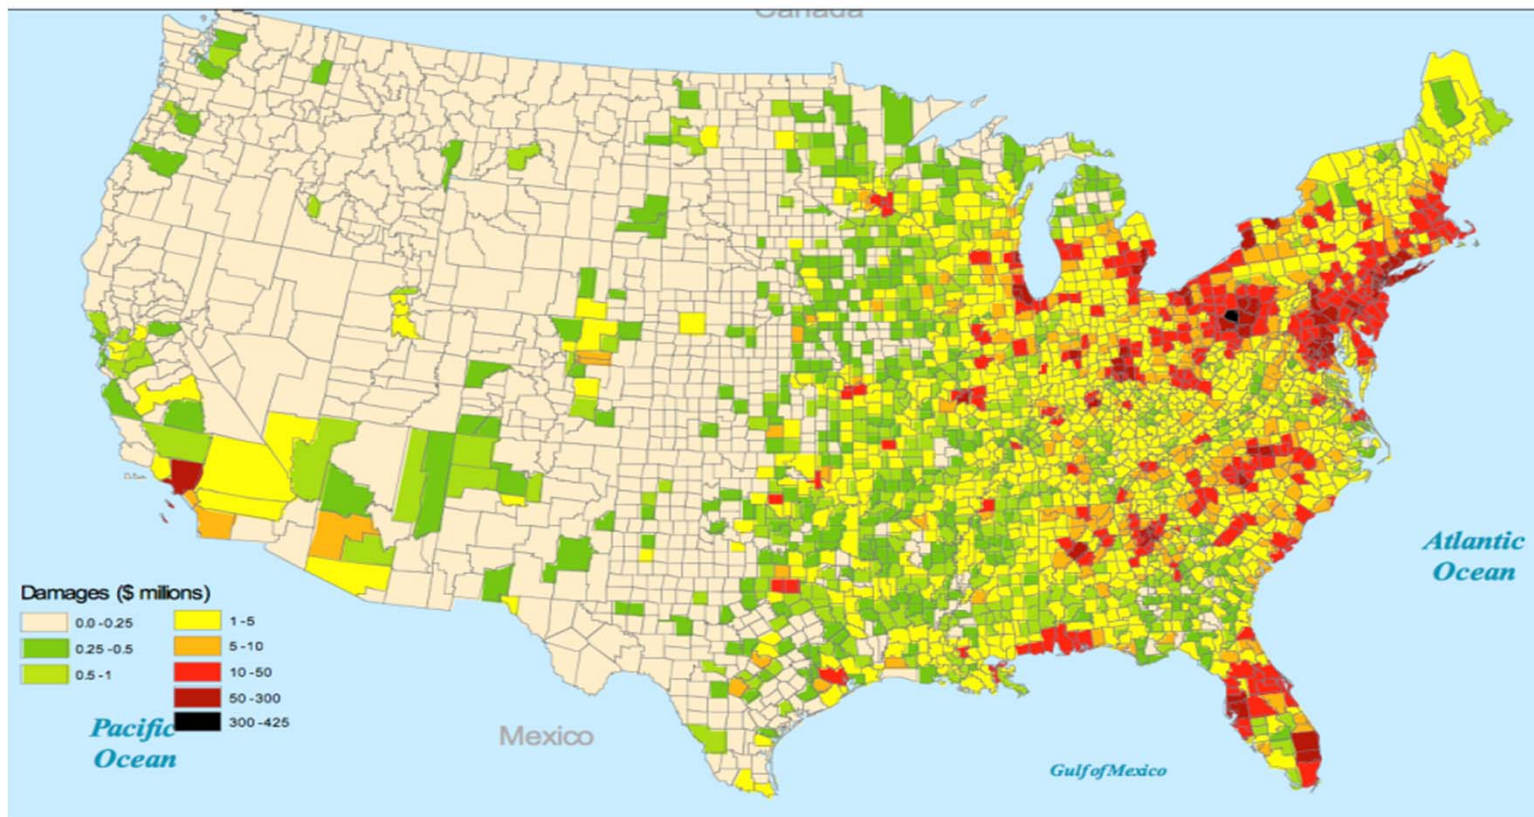 Canada
Atlantic
Ocean
Damages ($ millions)
0.0 -0.25
0.25 -0.5
0.5 -1
1 -5
5 -10
10 -50
50 -300
300 -425
Pacific
Ocean
Mexico
Gulf of Mexico